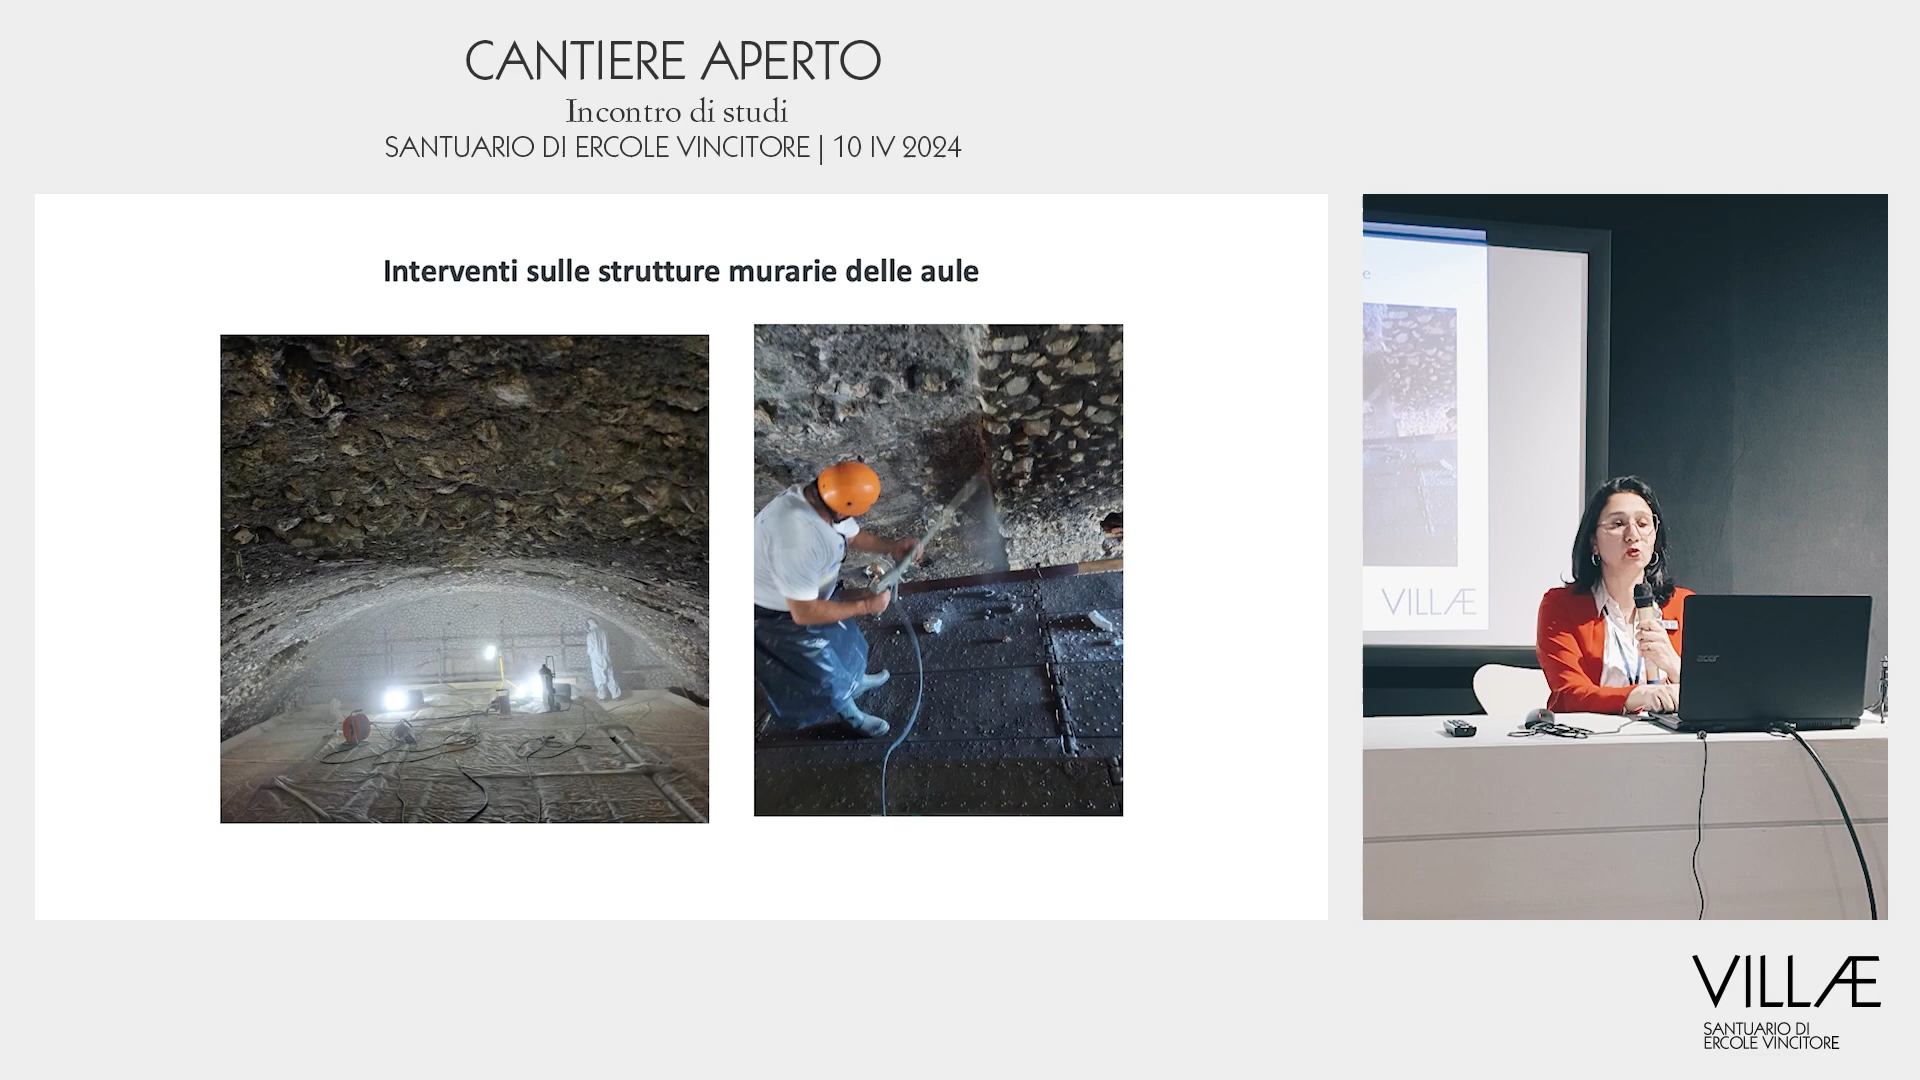 CANTIERE APERTO
Incontro di studi
SANTUARIO DI ERCOLE VINCITORE | 10 IV 2024
Interventi sulle strutture murarie delle aule
e
VILLÆ
acer
VILLÆ
SANTUARIO DI
ERCOLE VINCITORE